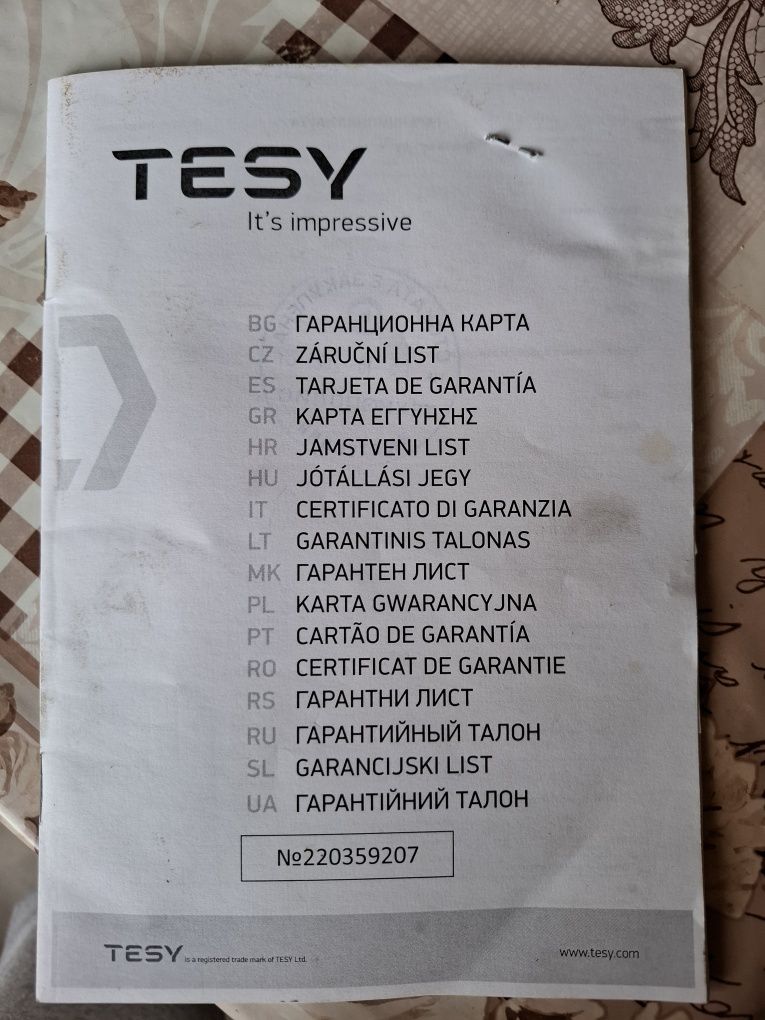 TESY
It's impressive
BG ГАРАНЦИОННА КАРТА
CZ ZÁRUČNÍ LIST
ES TARJETA DE GARANTÍA
GR ΚΑΡΤΑ ΕΓΓΥΗΣΗΣ
HR JAMSTVENI LIST
HU JÓTÁLLÁSI JEGY
IT CERTIFICATO DI GARANZIA
LT GARANTINIS TALONAS
MK ГАРАНТЕН ЛИСТ
PL KARTA GWARANCYJNA
PT CARTÃO DE GARANTÍA
RO CERTIFICAT DE GARANTIE
RS ГАРАНТНИ ЛИСТ
RU ГАРАНТИЙНЫЙ ТАЛОН
SL GARANCIJSKI LIST
UA ГАРАНТІЙНИЙ ТАЛОН
№220359207
TESY is a registered trade mark of TESY Ltd.
www.tesy.com